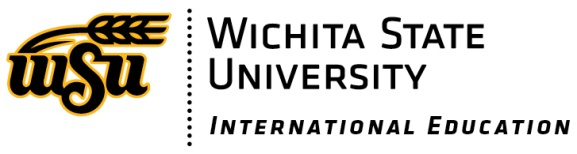 WSU
WICHITA STATE
UNIVERSITY
INTERNATIONAL EDUCATION